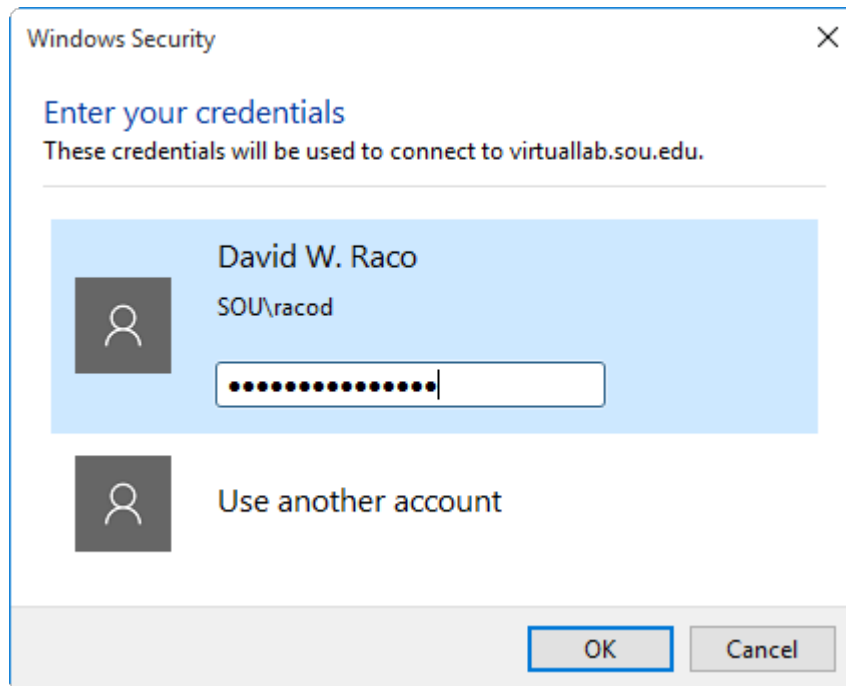 Windows Security
Enter your credentials
These credentials will be used to connect to virtuallab.sou.edu.
David W. Raco
SOU\racod
●●●●●●●●●●●●●●●
Use another account
OK
Cancel